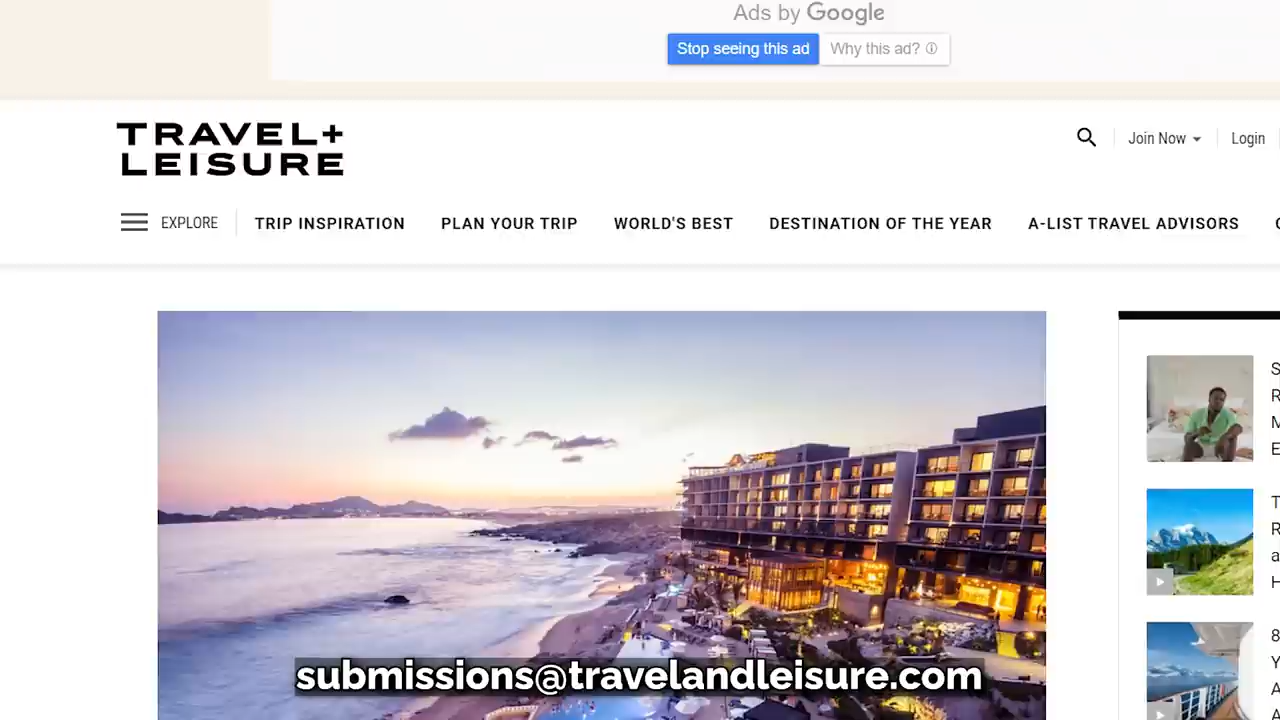 Ads by Google
Stop seeing this ad
Why this ad?
TRAVEL+
LEISURE
Join Now
Login
EXPLORE
TRIP INSPIRATION
PLAN YOUR TRIP
WORLD'S BEST
DESTINATION OF THE YEAR
A-LIST TRAVEL ADVISORS
submissions@travelandleisure.com